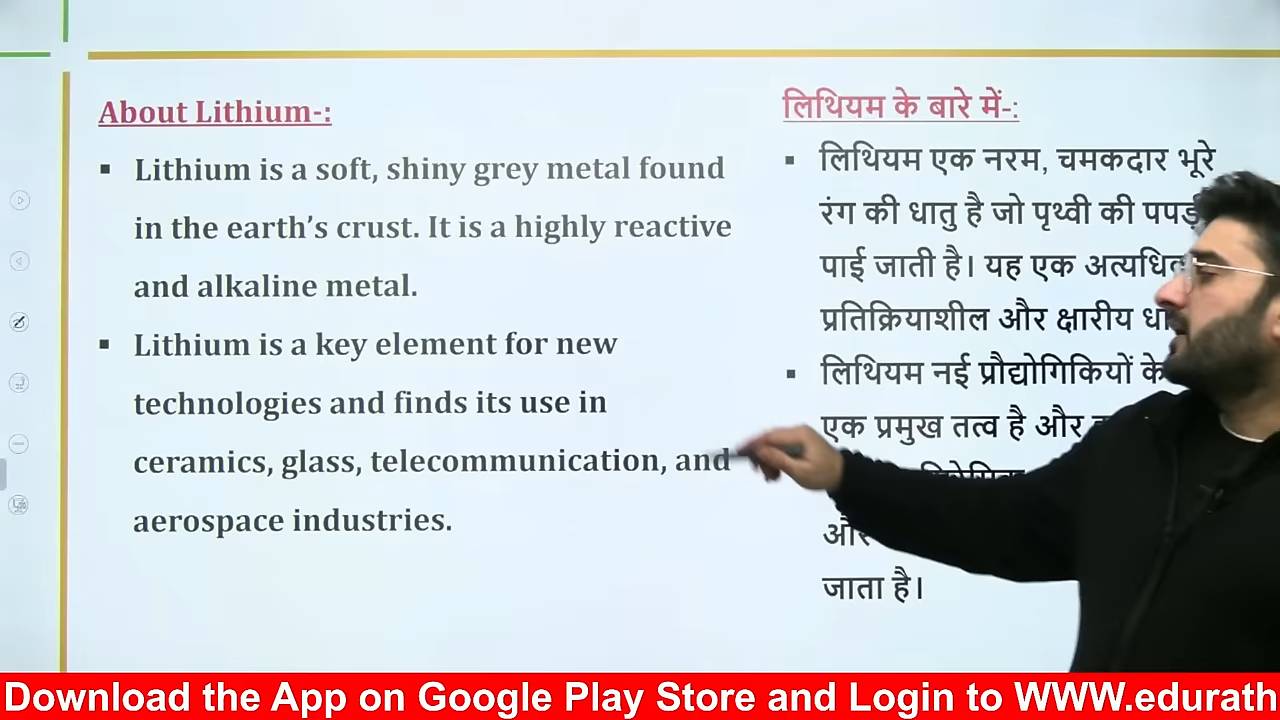 About Lithium-:
▪ Lithium is a soft, shiny grey metal found
in the earth's crust. It is a highly reactive
and alkaline metal.
▪ Lithium is a key element for new
technologies and finds its use in
ceramics, glass, telecommunication, and
aerospace industries.
लिथियम के बारे में-:
▪ लिथियम एक नरम, चमकदार भूरे
रंग की धातु है जो पृथ्वी की
पाई जाती है। यह एक
प्रतिक्रियाशील और क्षारीय
▪ लिथियम नई प्रौद्योगिकियों के
एक प्रमुख तत्व है और
जाता है।
Download the App on Google Play Store and Login to WWW.edurath